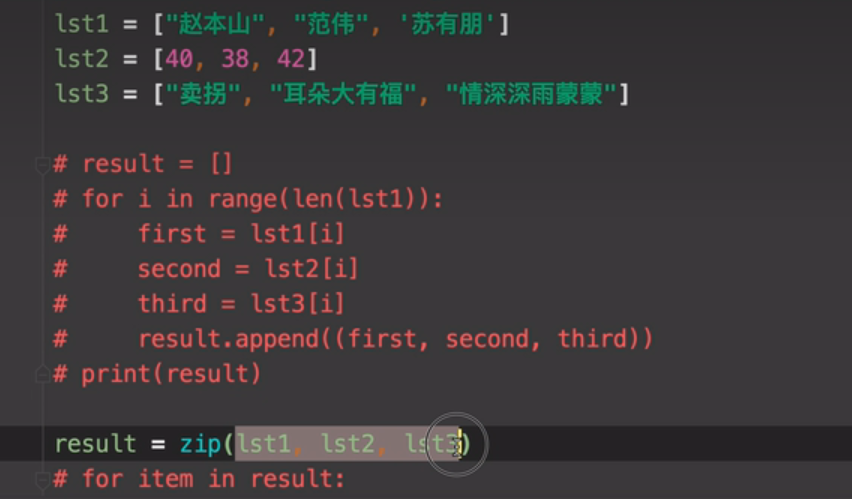 lst1 = ["赵本山", "范伟", '苏有朋']
lst2 = [40, 38, 42]
lst3 = ["卖拐", "耳朵大有福", "情深深雨蒙蒙"]
# result = []
# for i in range(len(lst1)):
#     first = lst1[i]
#     second = lst2[i]
#     third = lst3[i]
#     result.append((first, second, third))
# print(result)
result = zip(lst1, lst2, lst3)
# for item in result: